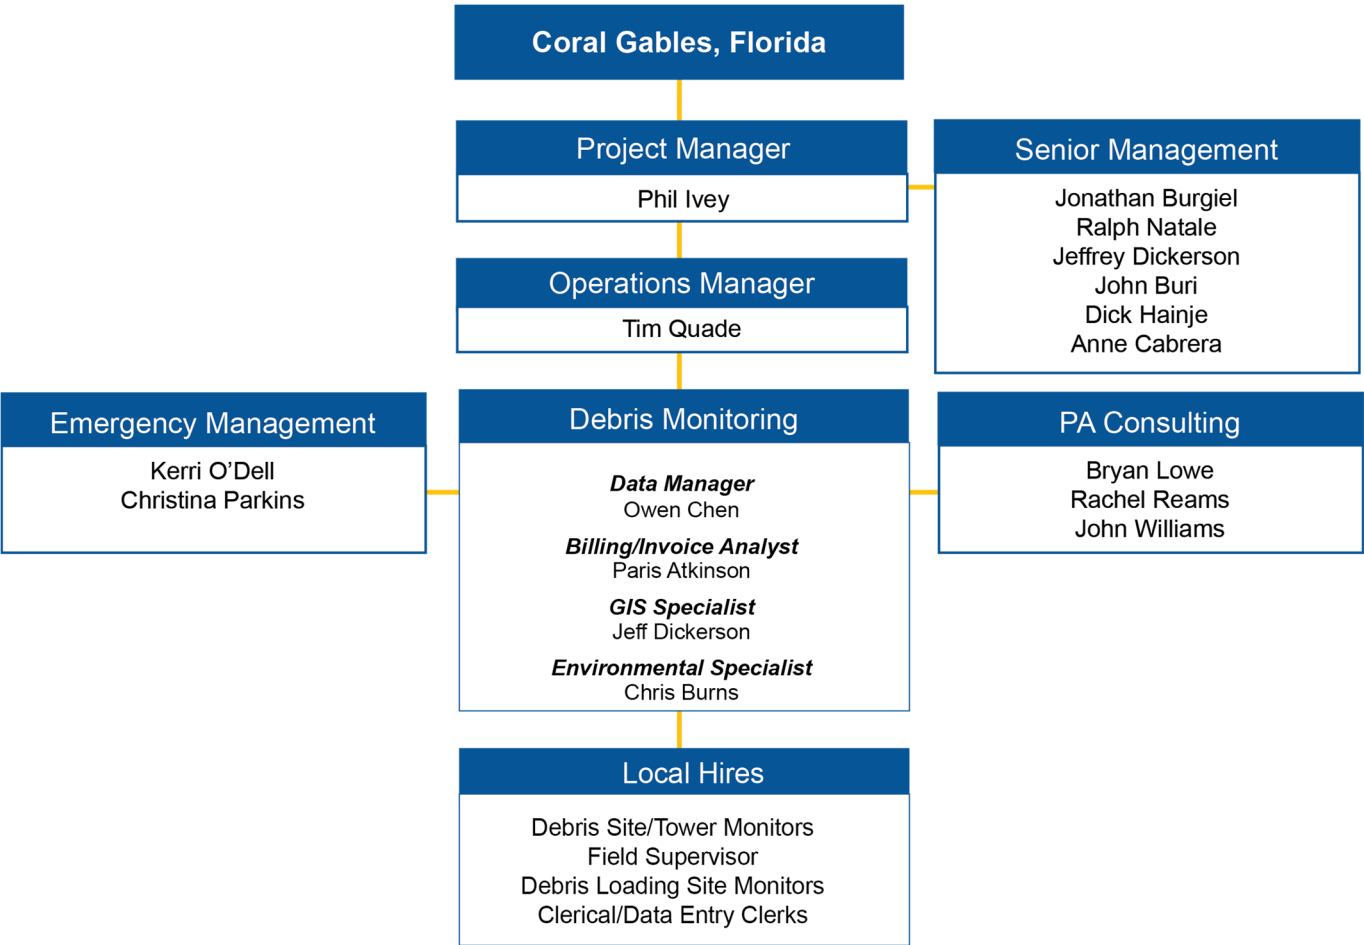 Coral Gables, Florida
Project Manager
Phil Ivey
Senior Management
Jonathan Burgiel
Ralph Natale
Jeffrey Dickerson
John Buri
Dick Hainje
Anne Cabrera
Operations Manager
Tim Quade
Emergency Management
Kerri O’Dell
Christina Parkins
Debris Monitoring
Data Manager
Owen Chen
Billing/Invoice Analyst
Paris Atkinson
GIS Specialist
Jeff Dickerson
Environmental Specialist
Chris Burns
PA Consulting
Bryan Lowe
Rachel Reams
John Williams
Local Hires
Debris Site/Tower Monitors
Field Supervisor
Debris Loading Site Monitors
Clerical/Data Entry Clerks